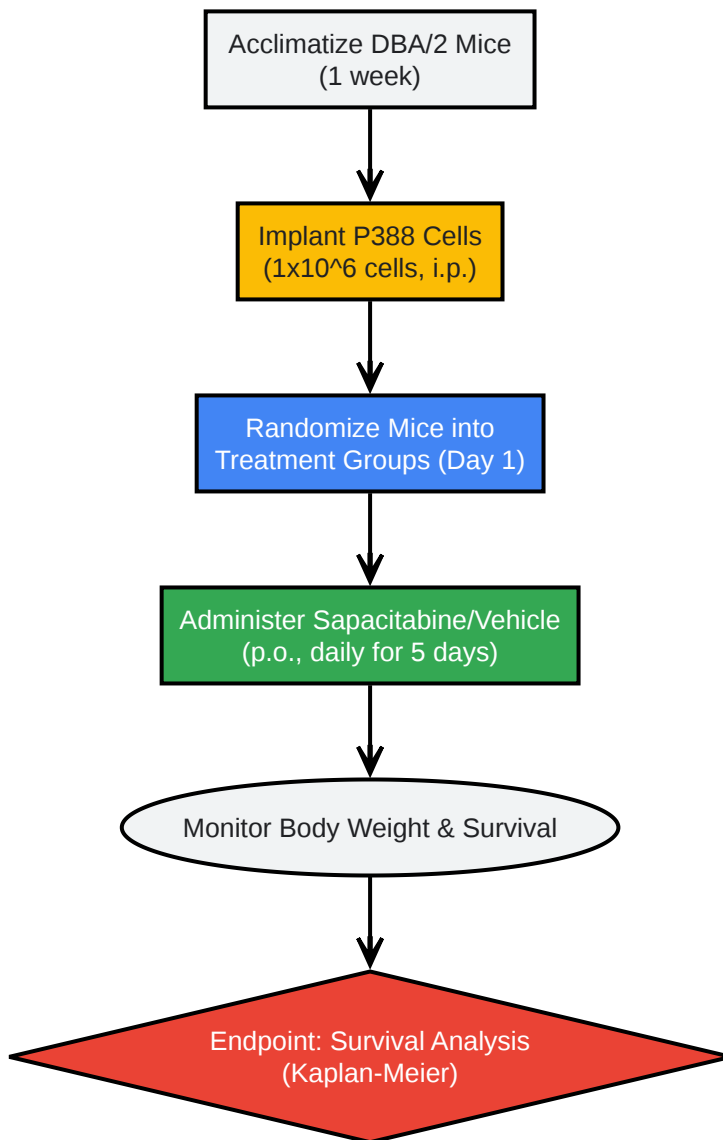 Acclimatize DBA/2 Mice
(1 week)
Implant P388 Cells
(1x10^6 cells, i.p.)
Randomize Mice into
Treatment Groups (Day 1)
Administer Sapacitabine/Vehicle
(p.o., daily for 5 days)
Monitor Body Weight & Survival
Endpoint: Survival Analysis
(Kaplan-Meier)